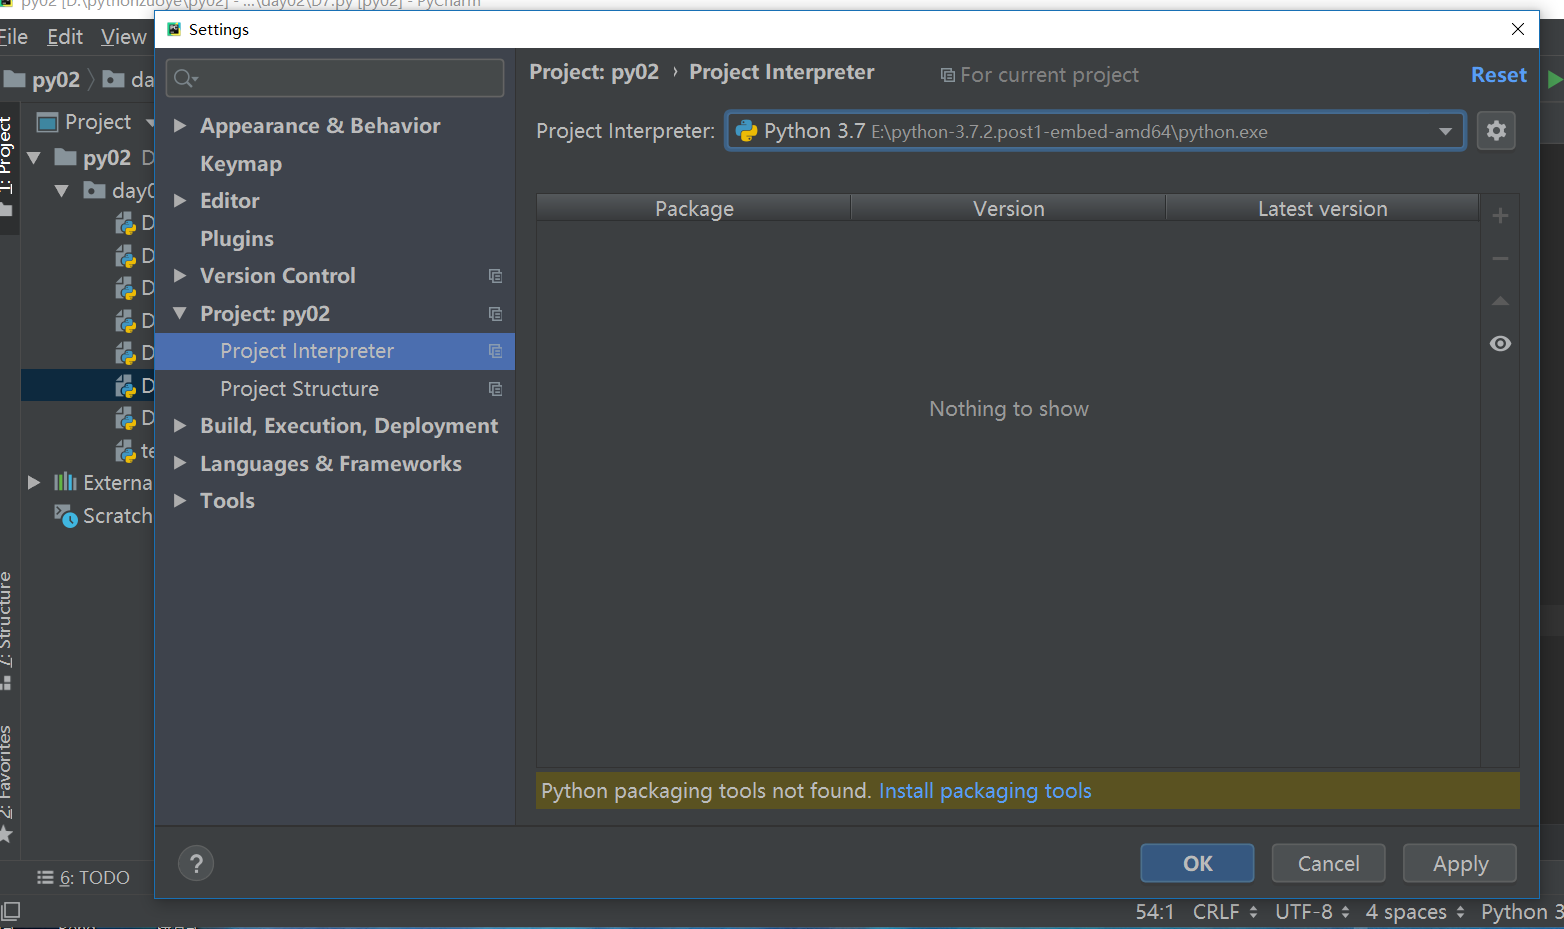 py02 [D:\pythonzuoye\py02] - ...\day02\D7.py [py02] - PyCharm
Settings
File Edit View
py02 da
Project: py02 › Project Interpreter
For current project
Reset
Project
1: Project
Project Interpreter: Python 3.7 E:\python-3.7.2.post1-embed-amd64\python.exe
Appearance & Behavior
Keymap
Editor
Plugins
Version Control
Project: py02
Project Interpreter
Project Structure
Build, Execution, Deployment
Languages & Frameworks
Tools
py02 D
day0
D
D
D
D
D
D
D
te
Externa
Scratch
Package Version Latest version
Nothing to show
Python packaging tools not found. Install packaging tools
7: Structure
2: Favorites
?
OK Cancel Apply
6: TODO
54:1 CRLF UTF-8 4 spaces Python 3